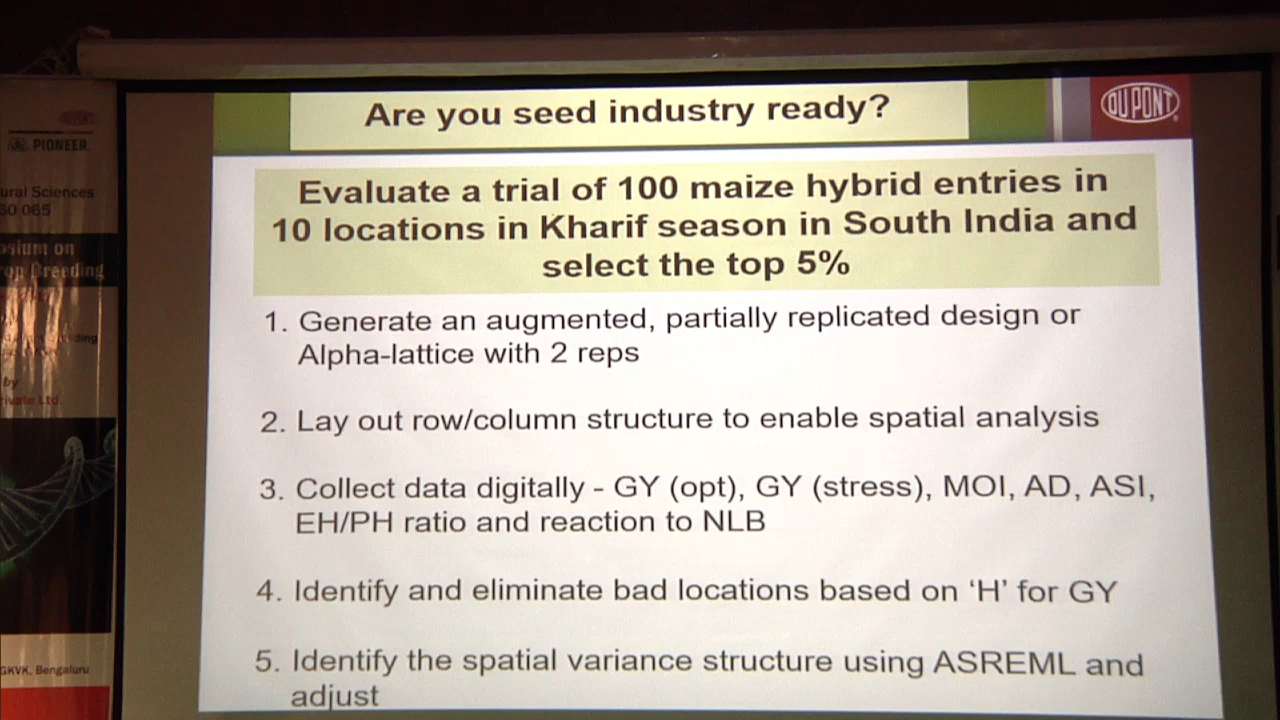 Are you seed industry ready?
DU PONT
Evaluate a trial of 100 maize hybrid entries in
10 locations in Kharif season in South India and
select the top 5%
1. Generate an augmented, partially replicated design or
Alpha-lattice with 2 reps
2. Lay out row/column structure to enable spatial analysis
3. Collect data digitally - GY (opt), GY (stress), MOI, AD, ASI,
EH/PH ratio and reaction to NLB
4. Identify and eliminate bad locations based on ‘H’ for GY
5. Identify the spatial variance structure using ASREML and
adjust
PIONEER
ural Sciences
60 065
osium on
rop Breeding
by
rivate Ltd
GKVK, Bengaluru